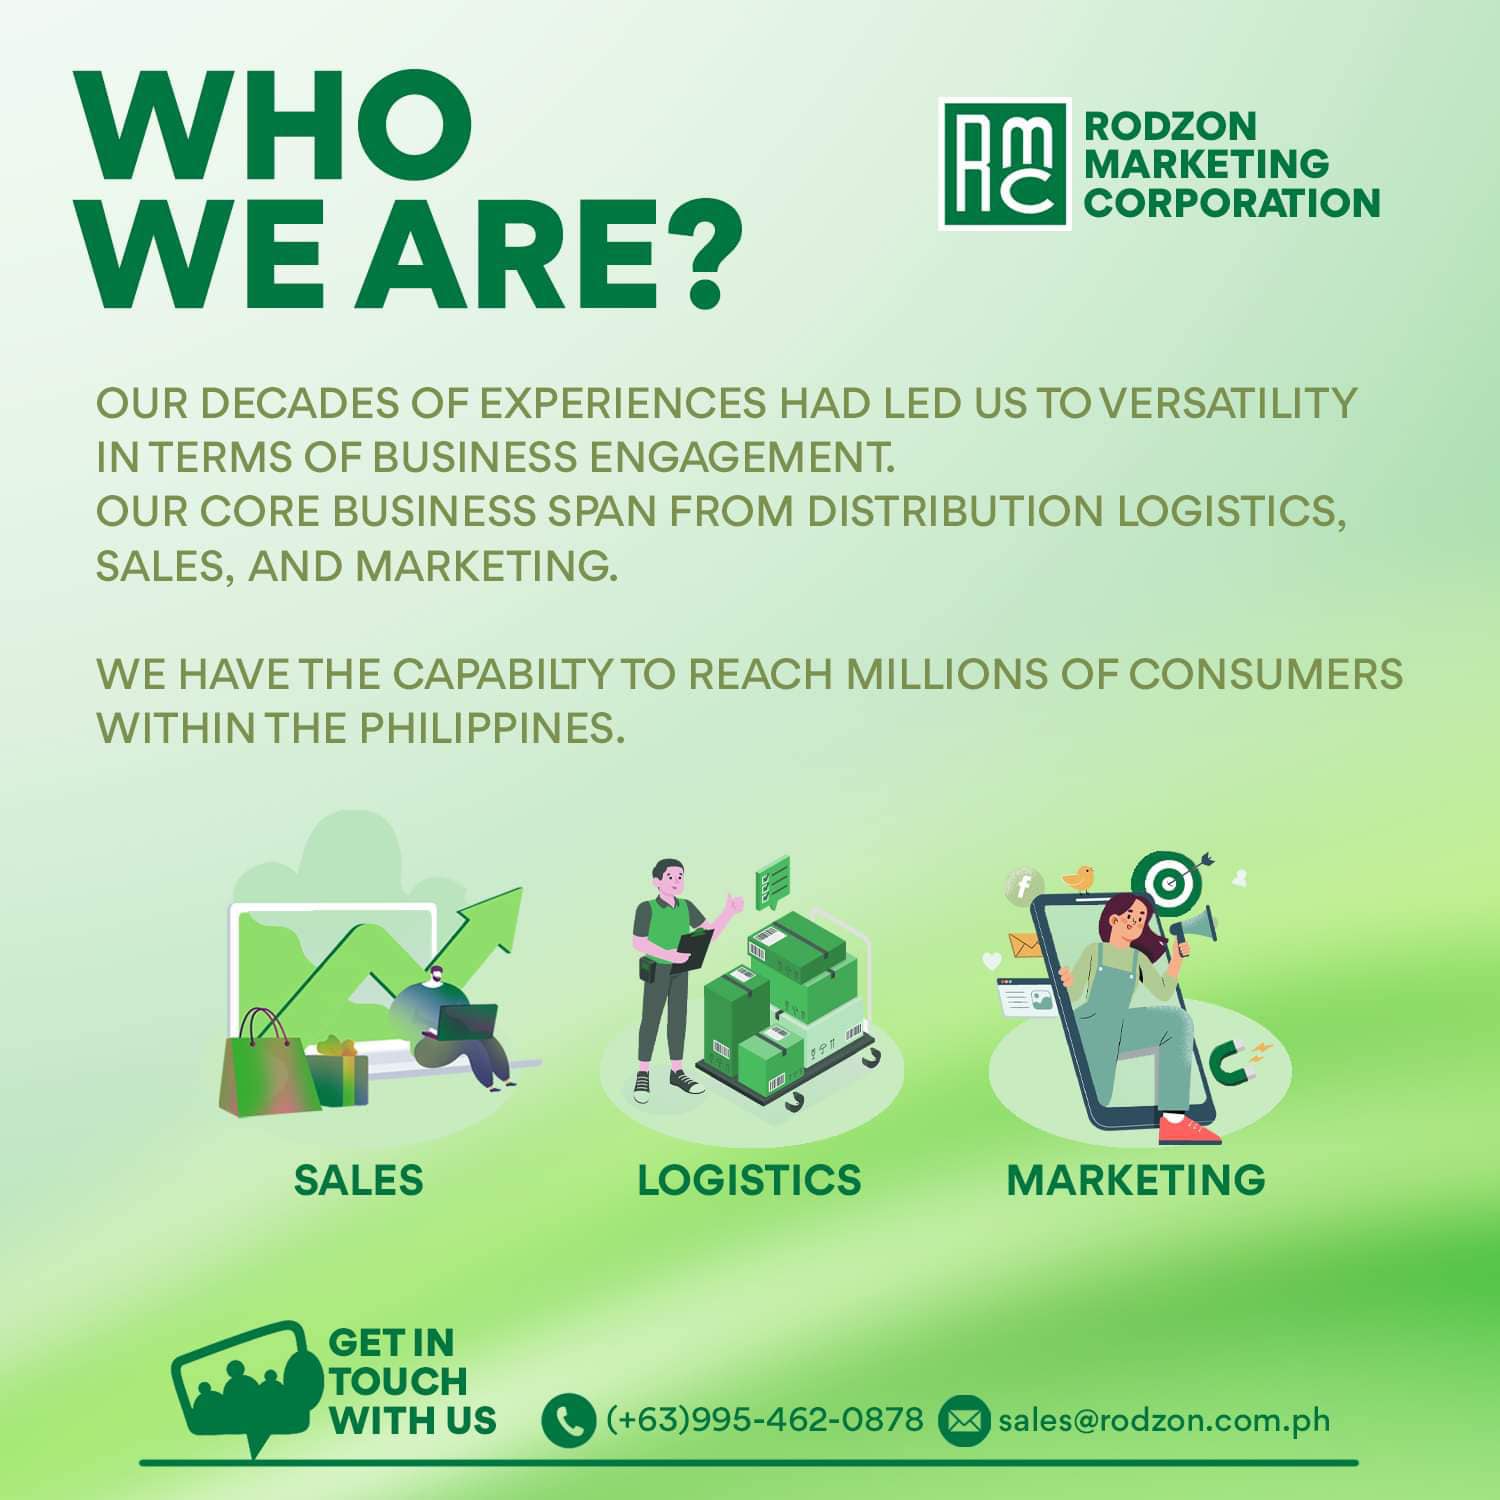 WHO
WE ARE?
RMC
RODZON
MARKETING
CORPORATION
OUR DECADES OF EXPERIENCES HAD LED US TO VERSATILITY
IN TERMS OF BUSINESS ENGAGEMENT.
OUR CORE BUSINESS SPAN FROM DISTRIBUTION LOGISTICS,
SALES, AND MARKETING.
WE HAVE THE CAPABILTY TO REACH MILLIONS OF CONSUMERS
WITHIN THE PHILIPPINES.
f
SALES
LOGISTICS
MARKETING
GET IN
TOUCH
WITH US
(+63)995-462-0878
sales@rodzon.com.ph